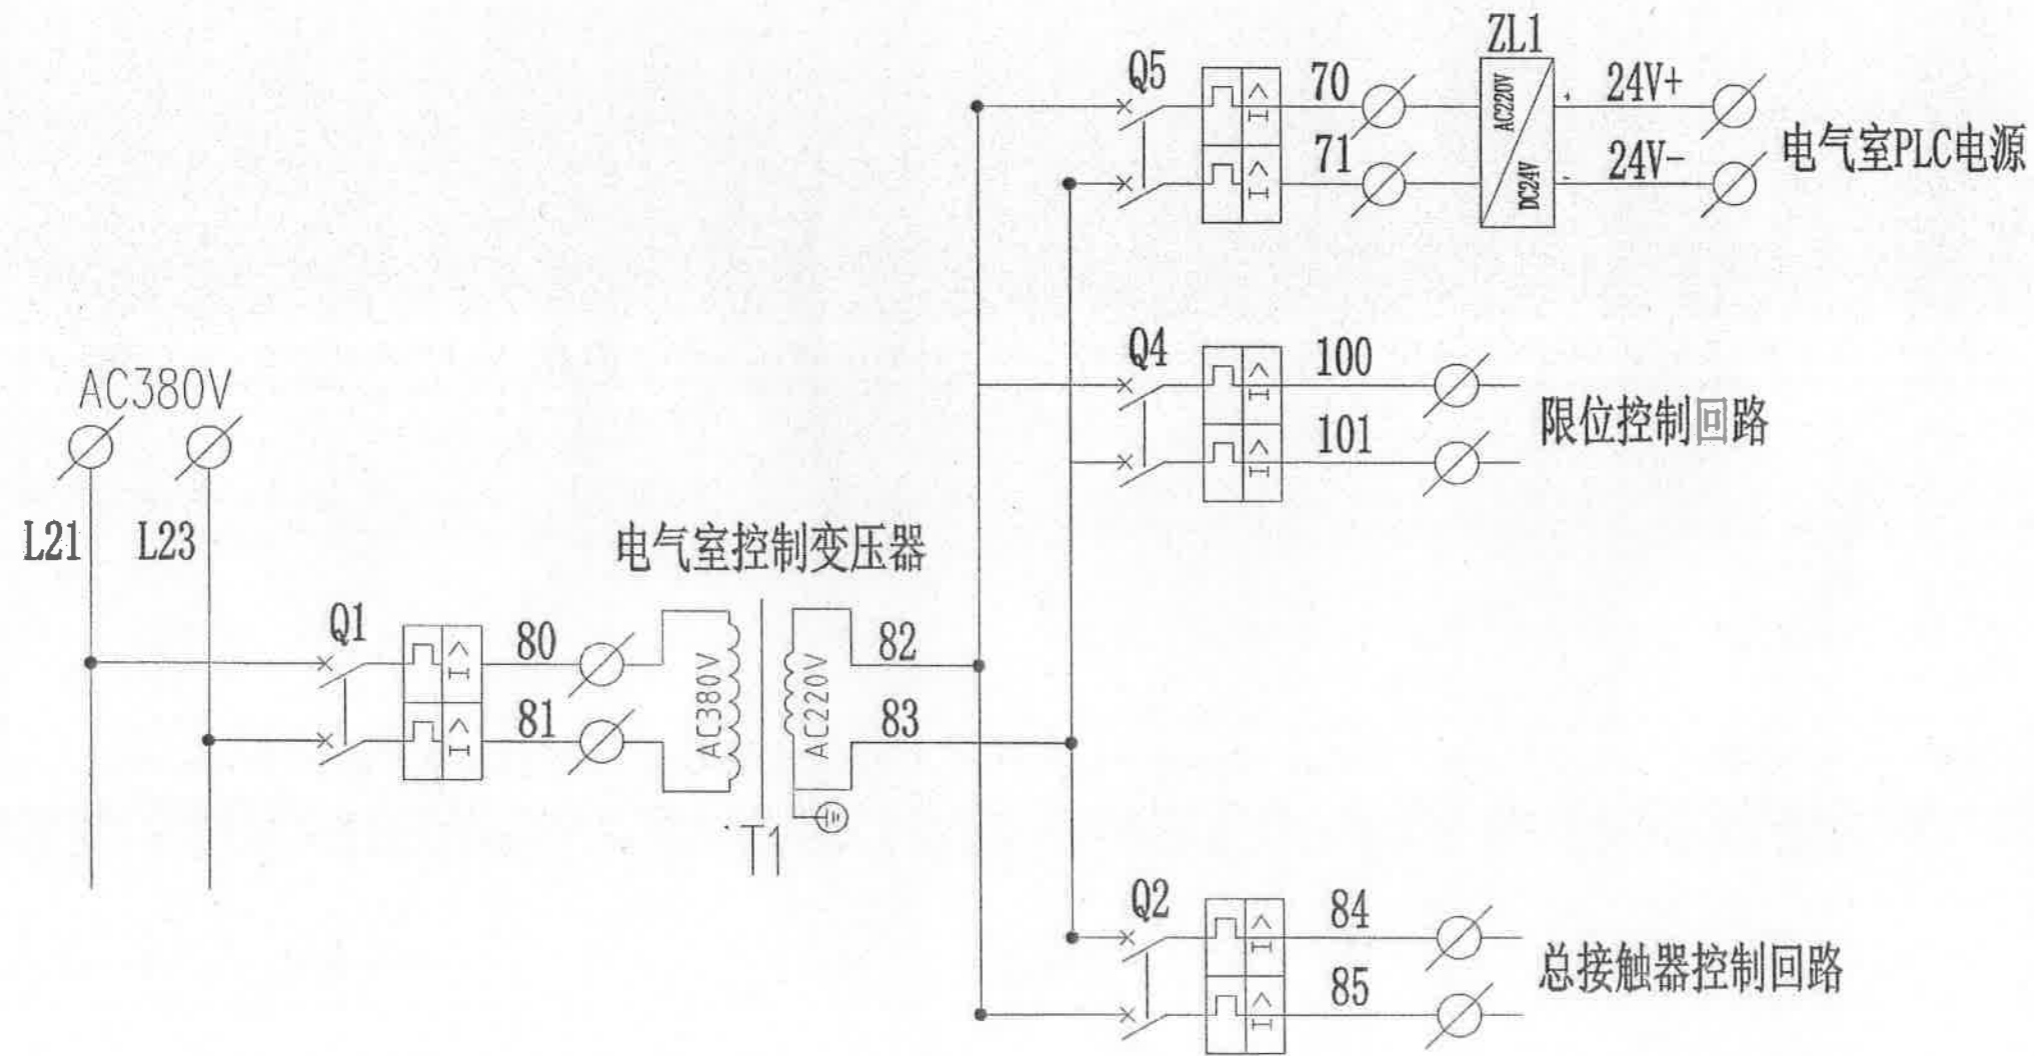 ZL1
Q5
70
AC220V
DC24V
24V+
71
24V-
电气室PLC电源
Q4
100
101
限位控制回路
AC380V
L21
L23
电气室控制变压器
Q1
80
81
AC380V
AC220V
82
83
T1
Q2
84
85
总接触器控制回路